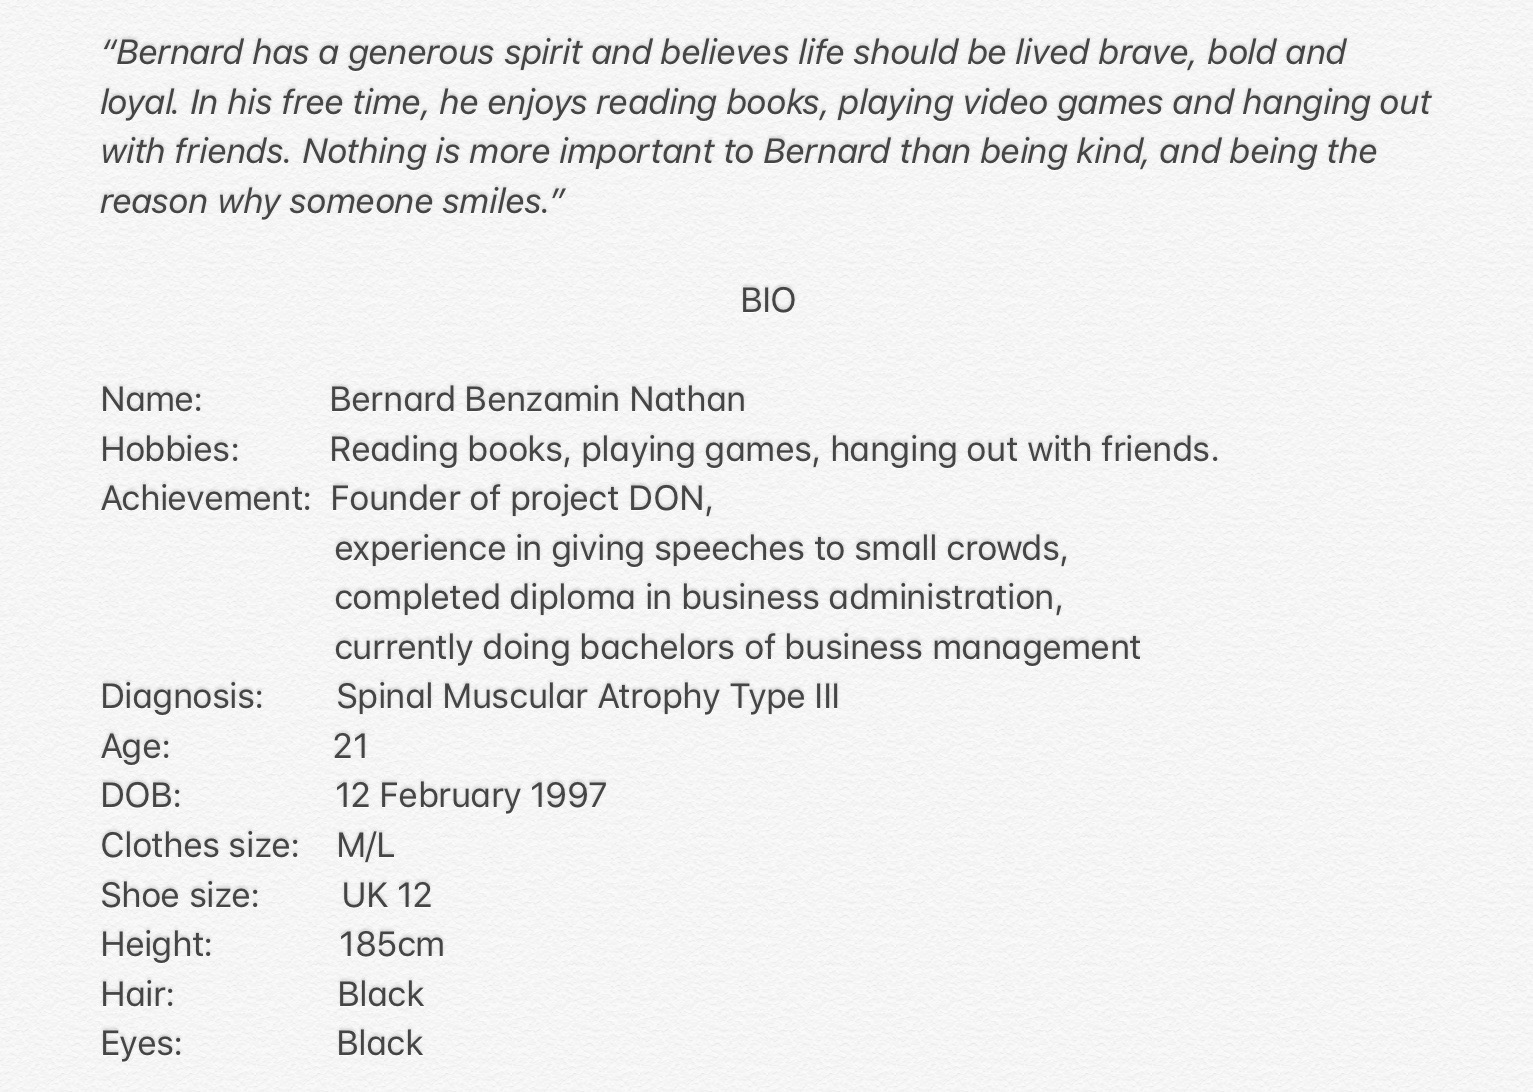 “Bernard has a generous spirit and believes life should be lived brave, bold and
loyal. In his free time, he enjoys reading books, playing video games and hanging out
with friends. Nothing is more important to Bernard than being kind, and being the
reason why someone smiles.”
BIO
Name: Bernard Benzamin Nathan
Hobbies: Reading books, playing games, hanging out with friends.
Achievement: Founder of project DON,
experience in giving speeches to small crowds,
completed diploma in business administration,
currently doing bachelors of business management
Diagnosis: Spinal Muscular Atrophy Type III
Age: 21
DOB: 12 February 1997
Clothes size: M/L
Shoe size: UK 12
Height: 185cm
Hair: Black
Eyes: Black